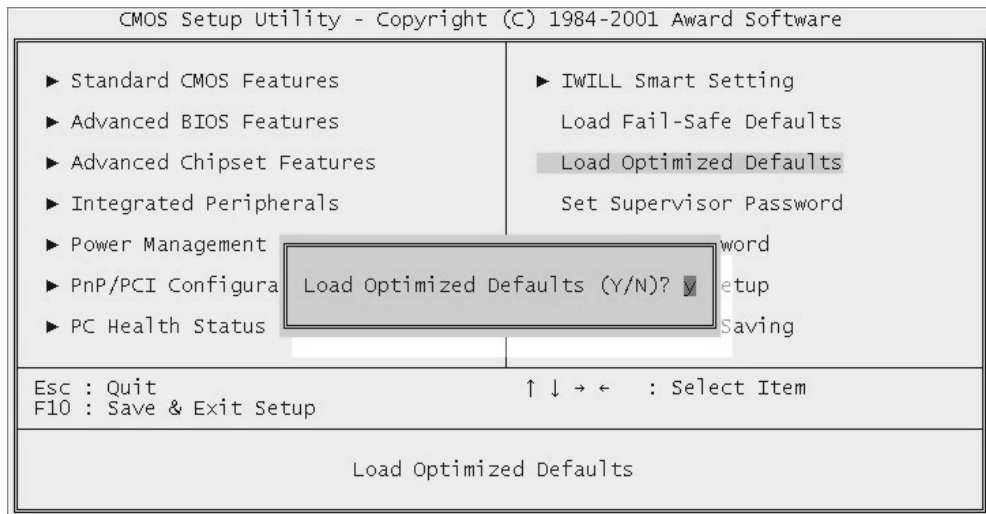 CMOS Setup Utility - Copyright (C) 1984-2001 Award Software
► Standard CMOS Features
► Advanced BIOS Features
► Advanced Chipset Features
► Integrated Peripherals
► Power Management
► PnP/PCI Configura
► PC Health Status
► IWILL Smart Setting
Load Fail-Safe Defaults
Load Optimized Defaults
Set Supervisor Password
word
etup
Saving
Load Optimized Defaults (Y/N)? y
Esc : Quit
F10 : Save & Exit Setup
↑ ↓ → ← : Select Item
Load Optimized Defaults